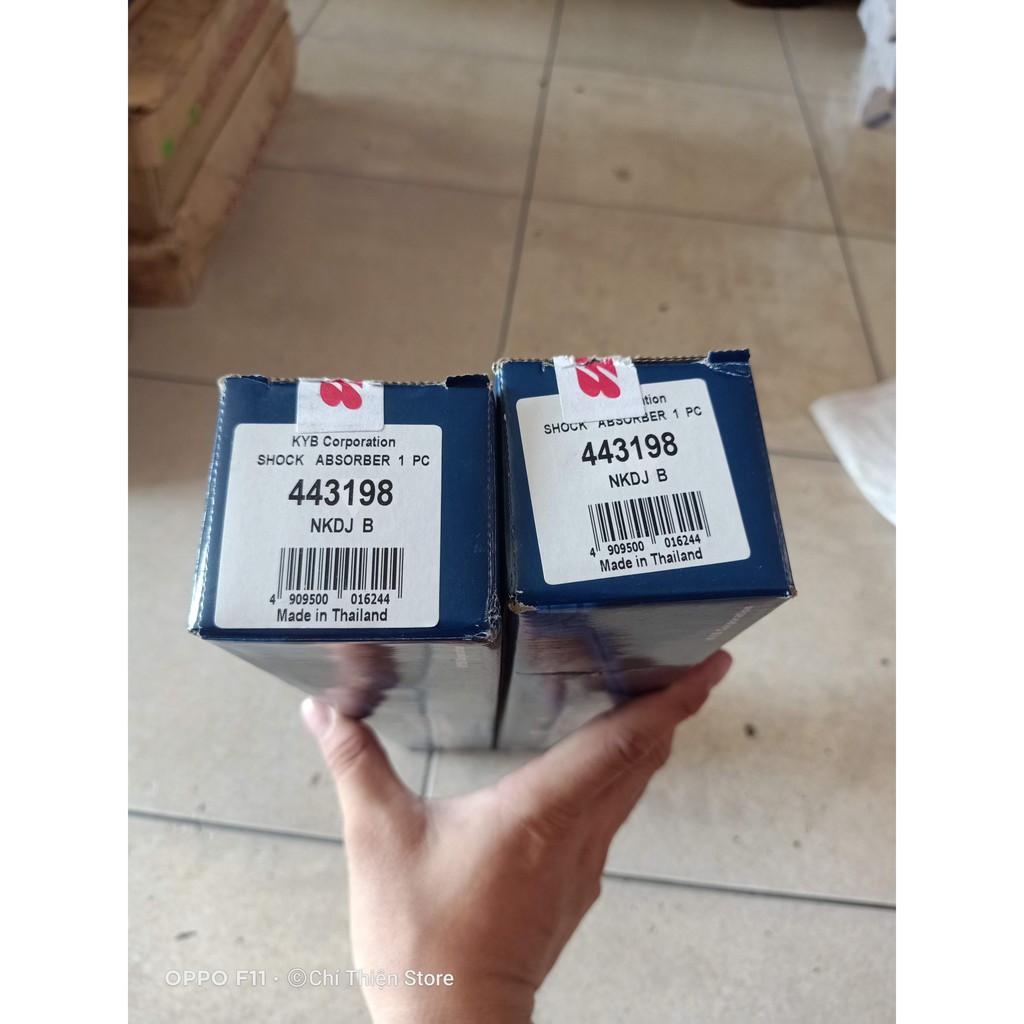 KYB Corporation
SHOCK ABSORBER 1 PC
443198
NKDJ B
4 909500 016244
Made in Thailand
SHOCK ABSORBER 1 PC
443198
NKDJ B
4 909500 016244
Made in Thailand
OPPO F11 · ©Chí Thiện Store